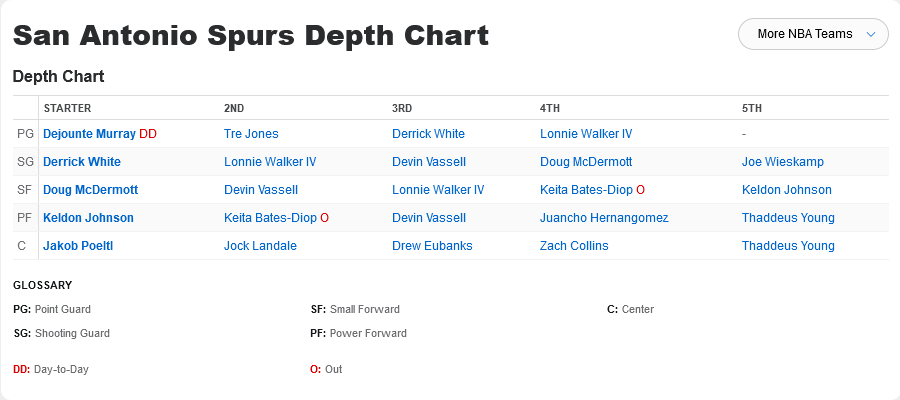 San Antonio Spurs Depth Chart
More NBA Teams
Depth Chart
STARTER 2ND 3RD 4TH 5TH
PG Dejounte Murray DD Tre Jones Derrick White Lonnie Walker IV -
SG Derrick White Lonnie Walker IV Devin Vassell Doug McDermott Joe Wieskamp
SF Doug McDermott Devin Vassell Lonnie Walker IV Keita Bates-Diop O Keldon Johnson
PF Keldon Johnson Keita Bates-Diop O Devin Vassell Juancho Hernangomez Thaddeus Young
C Jakob Poeltl Jock Landale Drew Eubanks Zach Collins Thaddeus Young
GLOSSARY
PG: Point Guard SF: Small Forward C: Center
SG: Shooting Guard PF: Power Forward
DD: Day-to-Day O: Out